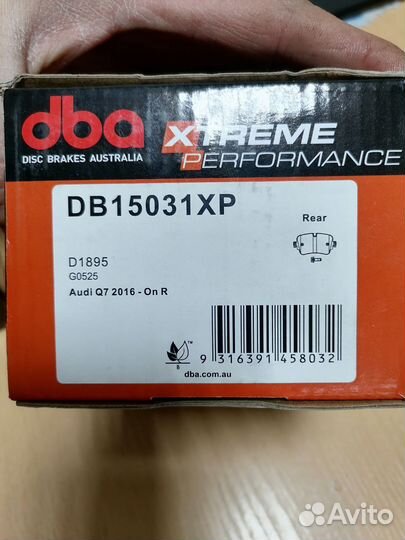 dba
DISC BRAKES AUSTRALIA
XTREME
PERFORMANCE
DB15031XP
Rear
D1895
G0525
Audi Q7 2016 - On R
TM
B
9 316391 458032
dba.com.au
Avito